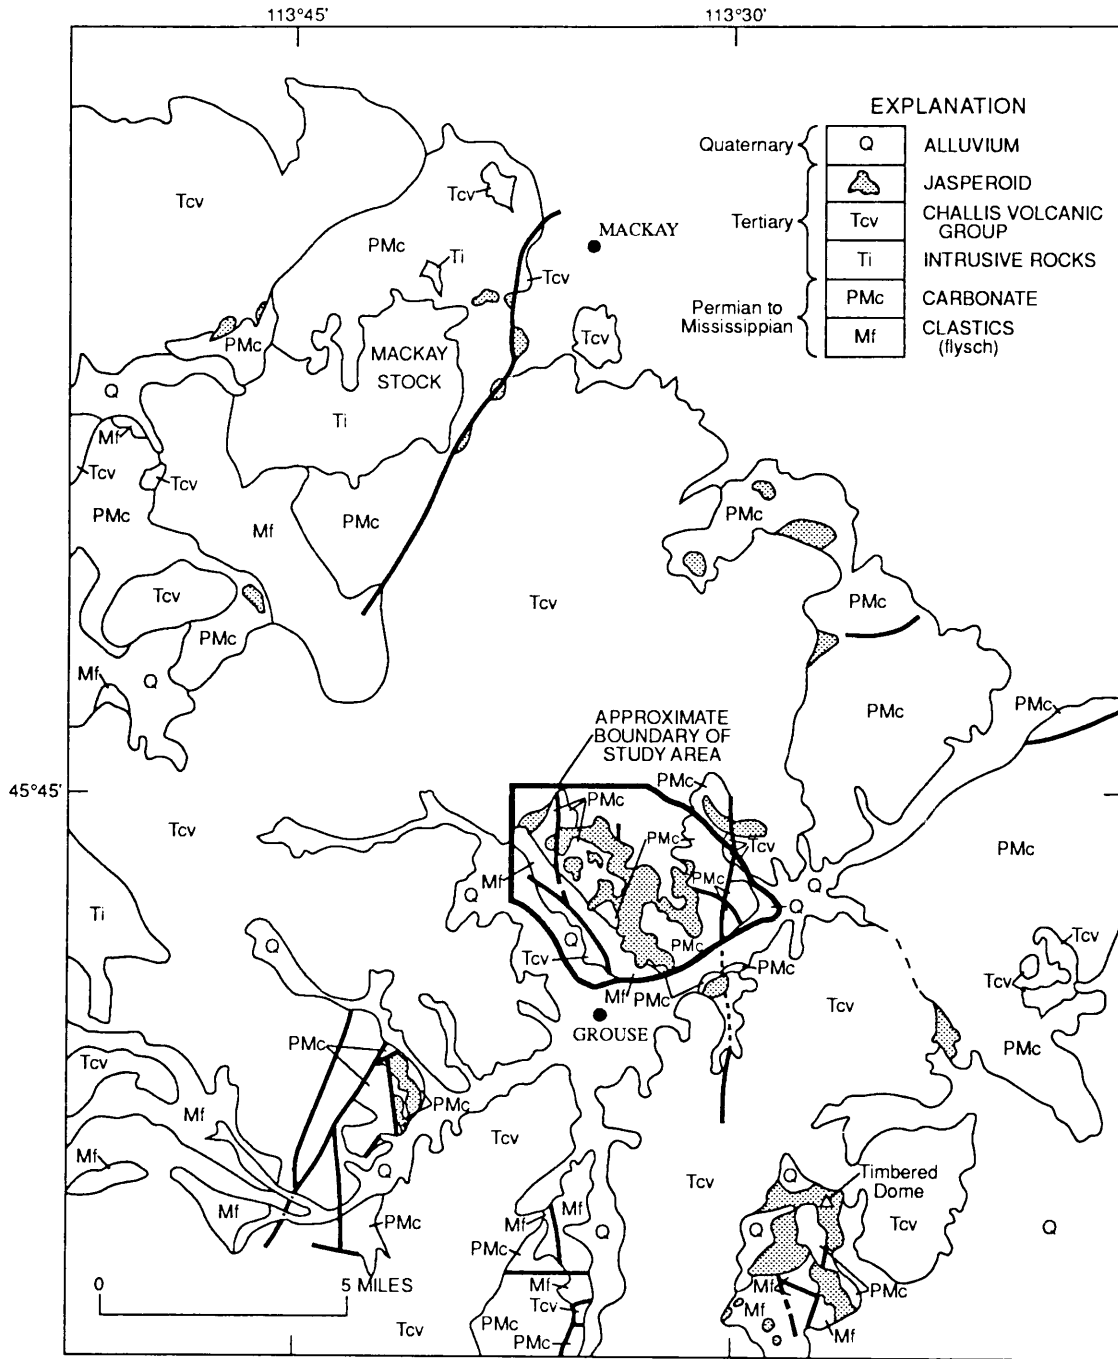 113°45'
113°30'
EXPLANATION
Quaternary
Q
ALLUVIUM
JASPEROID
Tertiary
Tcv
CHALLIS VOLCANIC
GROUP
Ti
INTRUSIVE ROCKS
Permian to
Mississippian
PMc
CARBONATE
Mf
CLASTICS
(flysch)
Tcv
Tcv
PMc
MACKAY
Ti
Tcv
Tcv
PMc
MACKAY
STOCK
Q
Ti
Mf
Tcv
Tcv
PMc
Mf
PMc
PMc
Tcv
Tcv
PMc
PMc
Mf
Q
PMc
PMc
APPROXIMATE
BOUNDARY OF
STUDY AREA
45°45'
PMc
PMc
Tcv
PMc
Tcv
PMc
Mf
PMc
Q
Q
Q
Ti
Q
Q
PMc
Tcv
Tcv
PMc
Tcv
Tcv
Mf
PMc
GROUSE
PMc
PMc
Tcv
PMc
Mf
Tcv
Mf
Q
Tcv
Q
Timbered
Dome
Mf
PMc
Mf
Mf
Q
Q
Tcv
Q
PMc
0
5 MILES
Mf
Tcv
Mf
Mf
PMc
Tcv
PMc
PMc
Mf